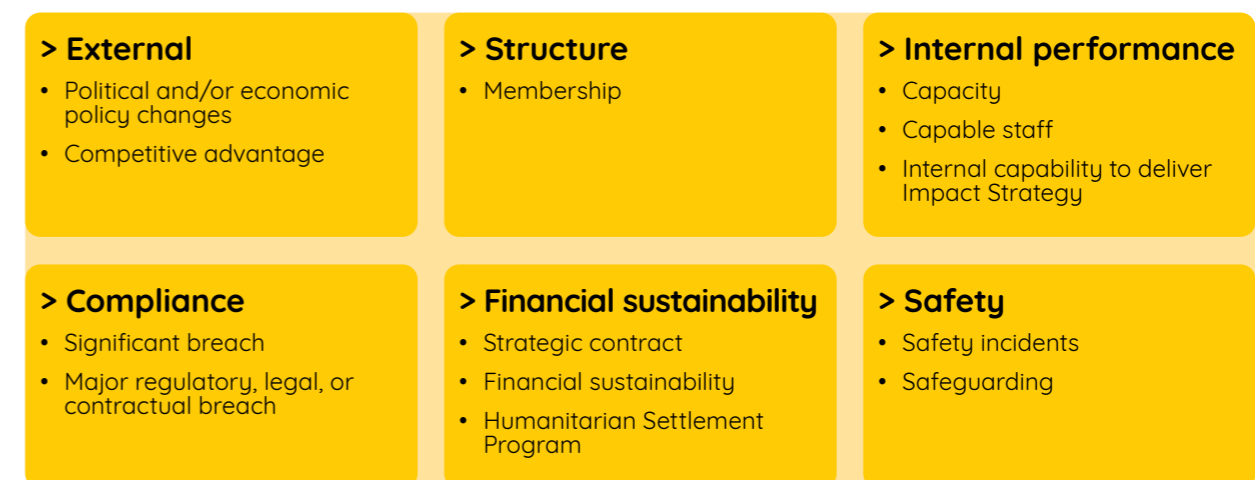 > External
• Political and/or economic
policy changes
• Competitive advantage
> Structure
• Membership
> Internal performance
• Capacity
• Capable staff
• Internal capability to deliver
Impact Strategy
> Compliance
• Significant breach
• Major regulatory, legal, or
contractual breach
> Financial sustainability
• Strategic contract
• Financial sustainability
• Humanitarian Settlement
Program
> Safety
• Safety incidents
• Safeguarding